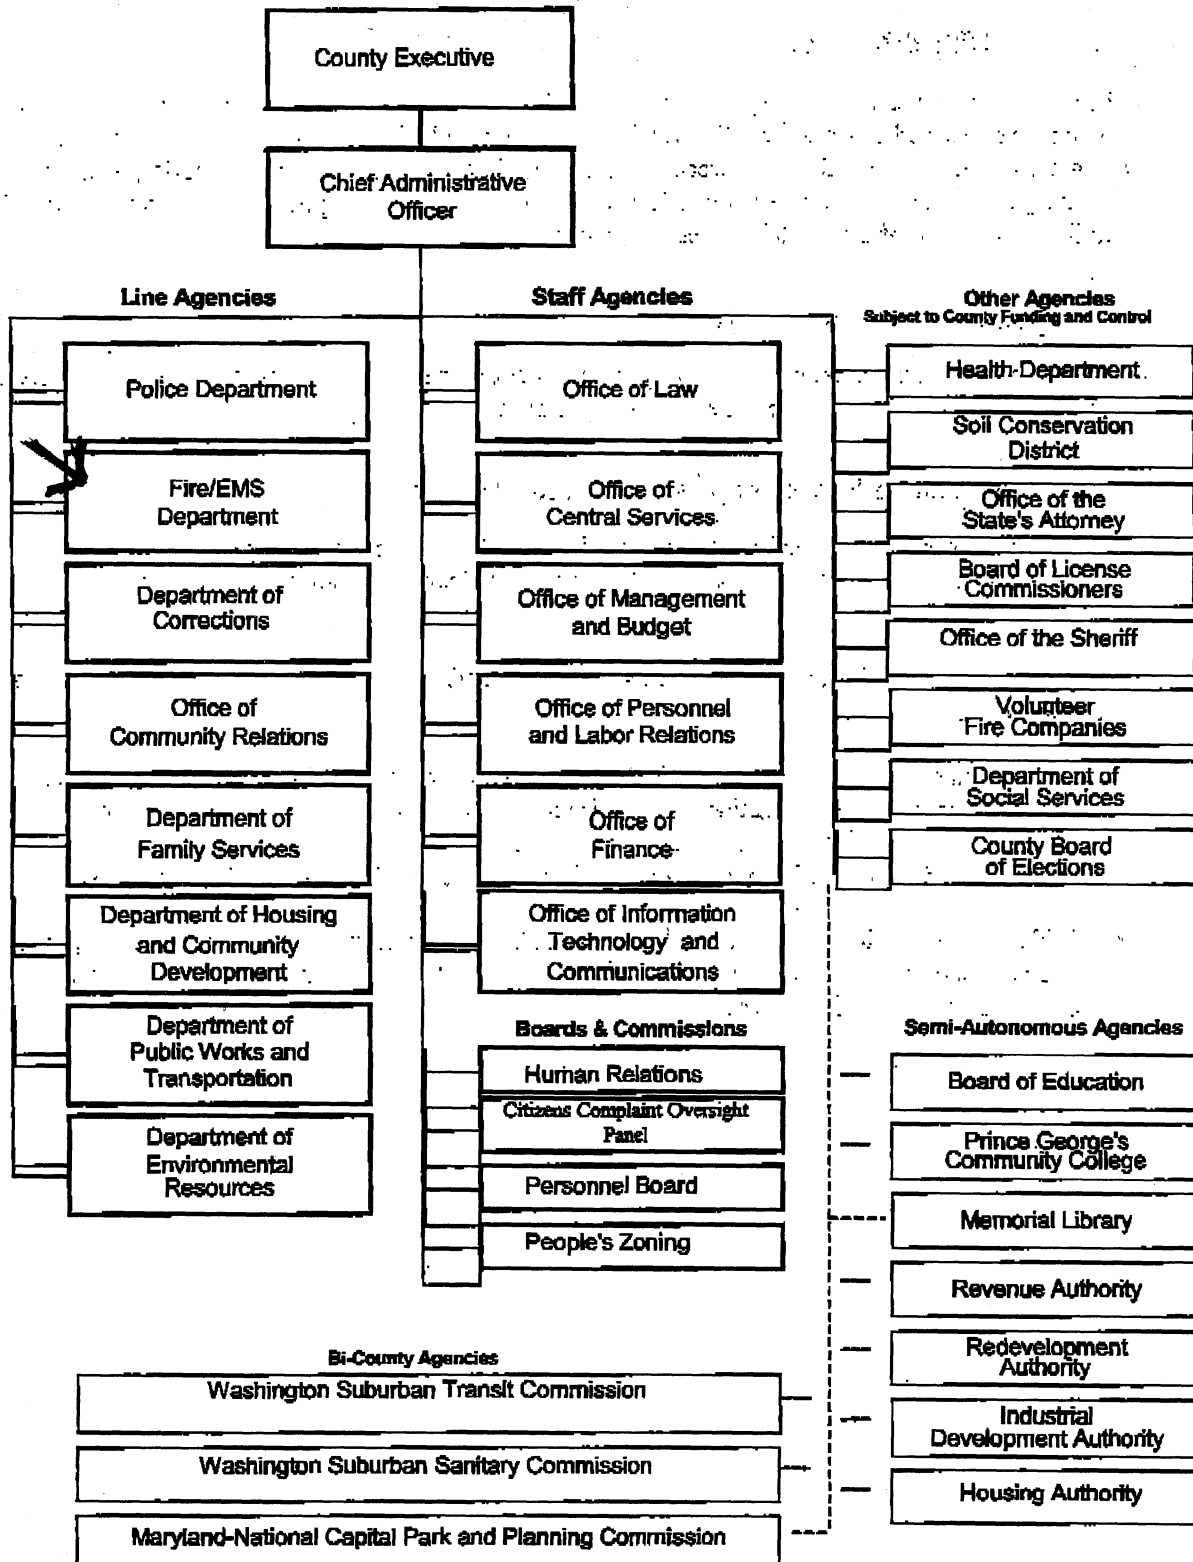 County Executive
Chief Administrative
Officer
Line Agencies
Police Department
Fire/EMS
Department
Department of
Corrections
Office of
Community Relations
Department of
Family Services
Department of Housing
and Community
Development
Department of
Public Works and
Transportation
Department of
Environmental
Resources
Staff Agencies
Office of Law
Office of
Central Services
Office of Management
and Budget
Office of Personnel
and Labor Relations
Office of
Finance
Office of Information
Technology and
Communications
Boards & Commissions
Human Relations
Citizens Complaint Oversight
Panel
Personnel Board
People's Zoning
Other Agencies
Subject to County Funding and Control
Health Department
Soil Conservation
District
Office of the
State's Attorney
Board of License
Commissioners
Office of the Sheriff
Volunteer
Fire Companies
Department of
Social Services
County Board
of Elections
Semi-Autonomous Agencies
Board of Education
Prince George's
Community College
Memorial Library
Revenue Authority
Redevelopment
Authority
Industrial
Development Authority
Housing Authority
Bi-County Agencies
Washington Suburban Transit Commission
Washington Suburban Sanitary Commission
Maryland-National Capital Park and Planning Commission